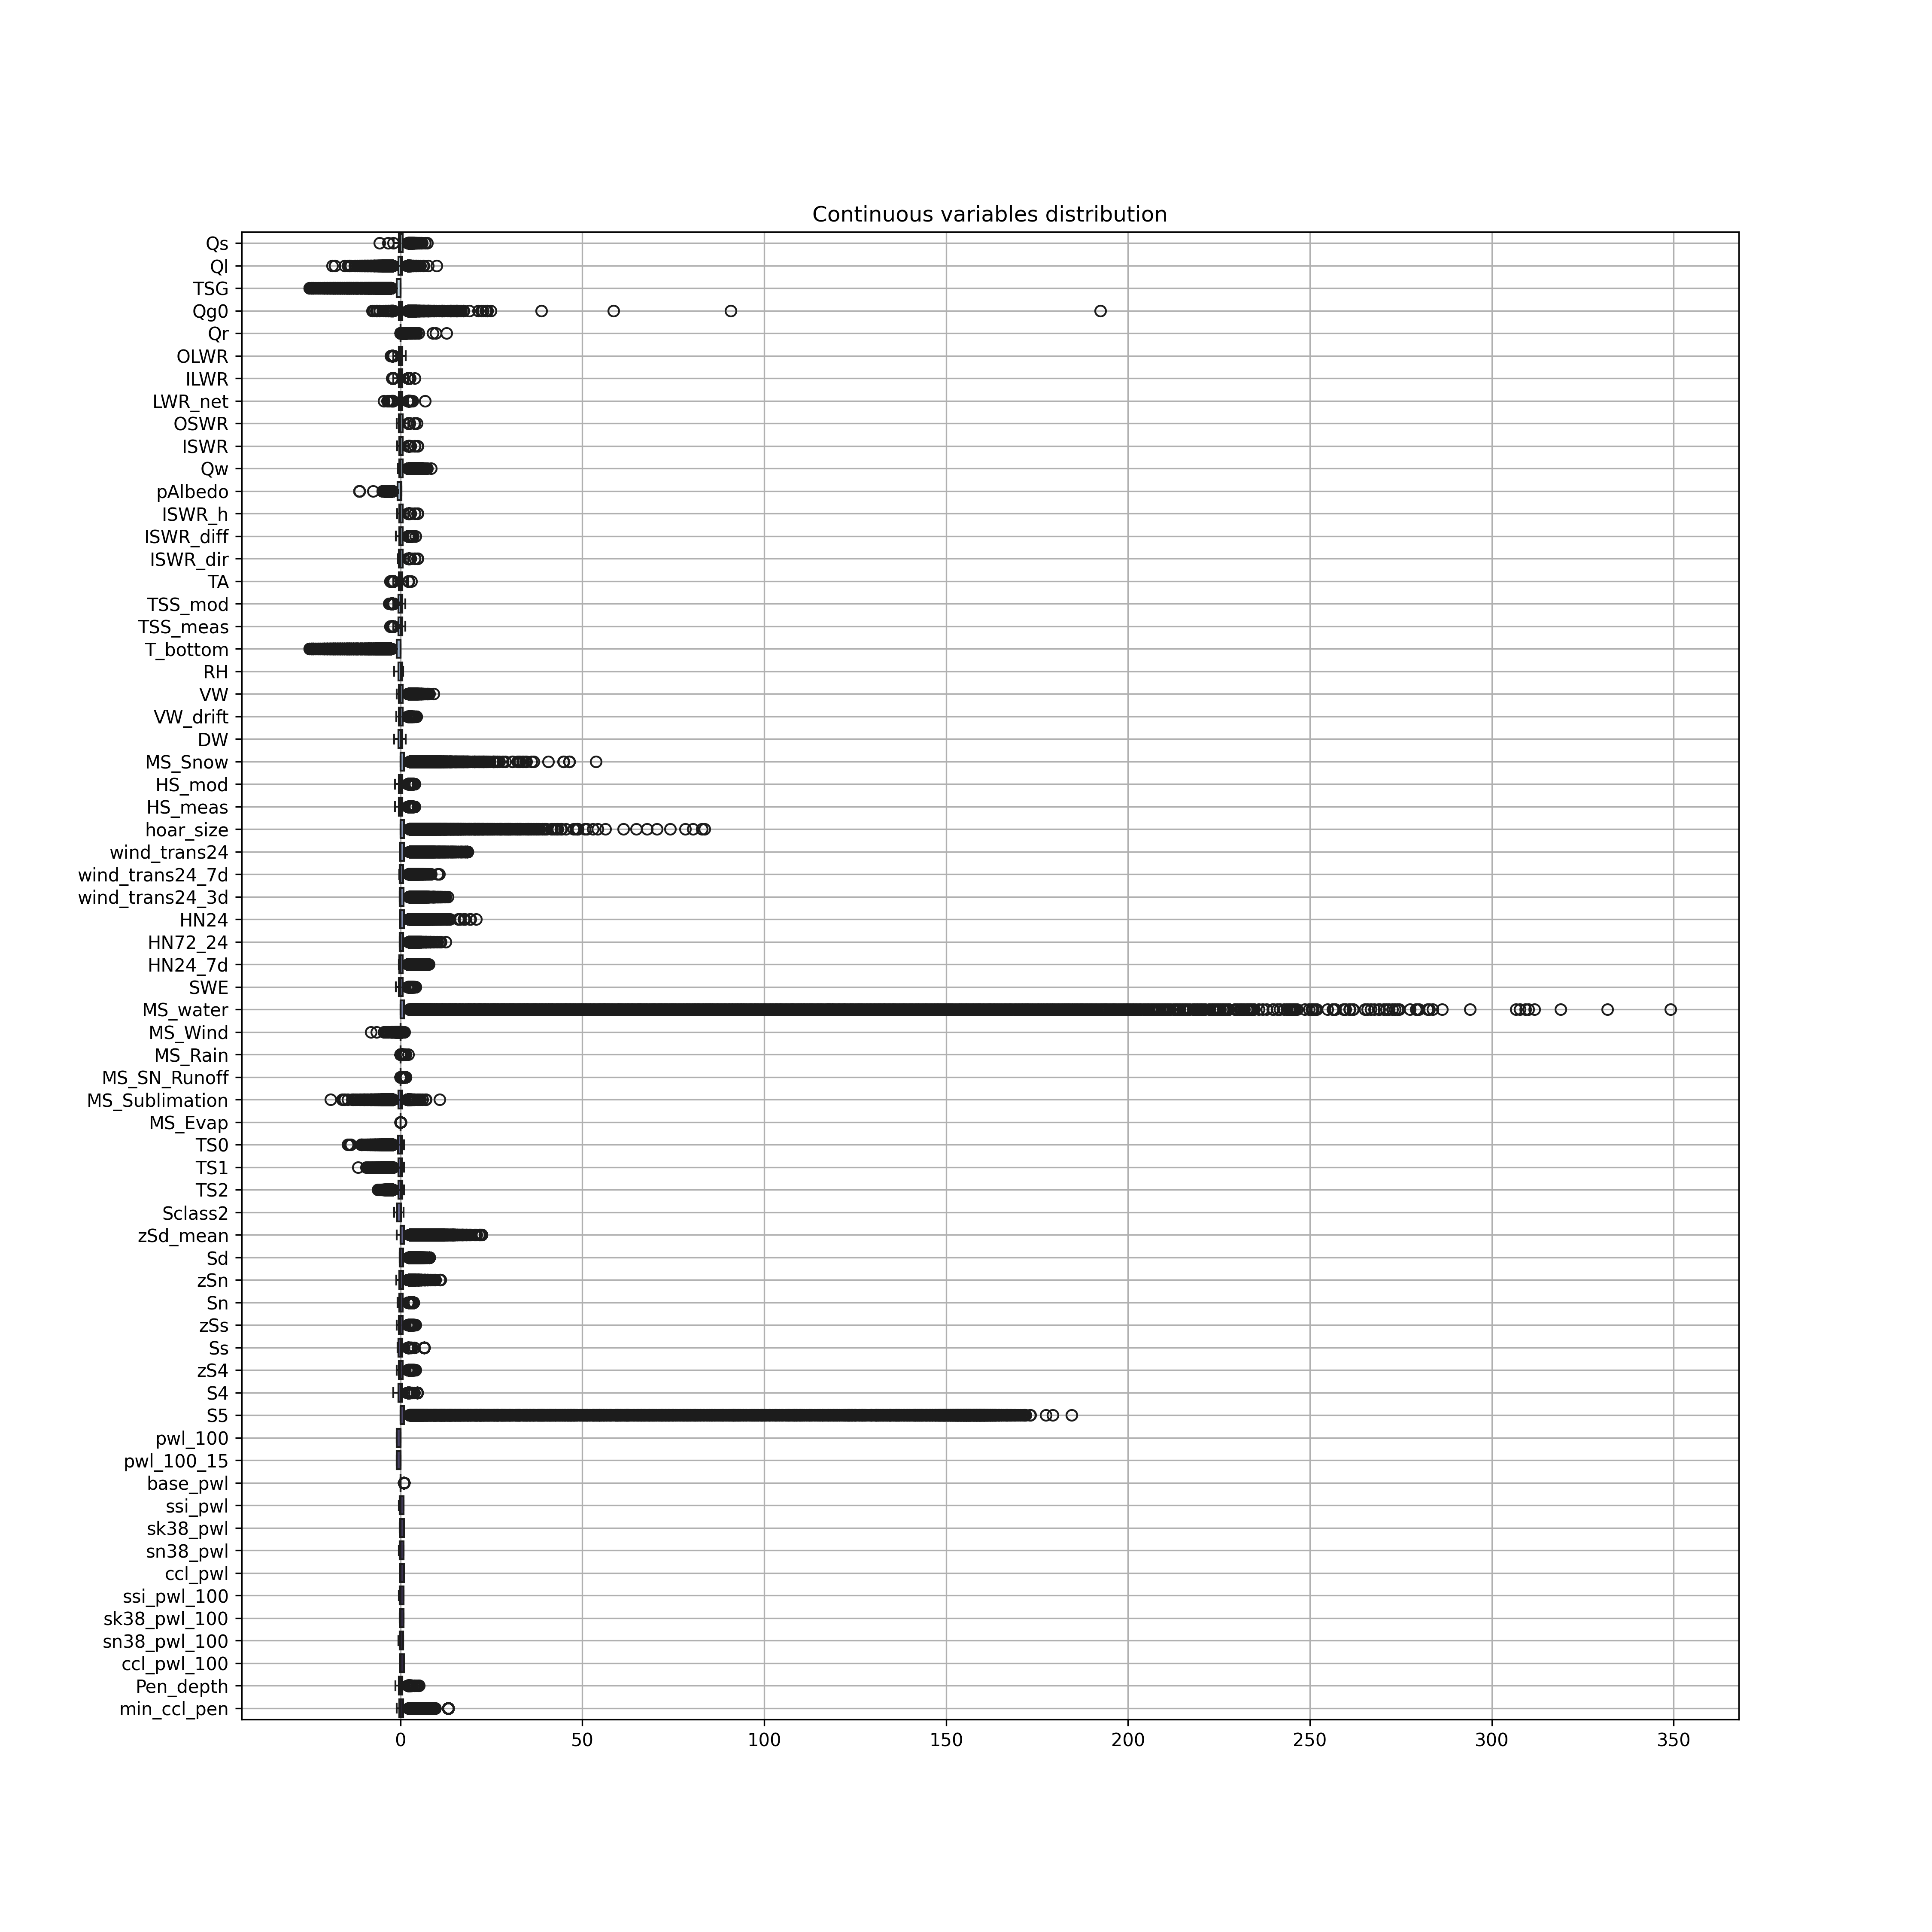 Continuous variables distribution
Qs
Ql
TSG
Qg0
Qr
OLWR
ILWR
LWR_net
OSWR
ISWR
Qw
pAlbedo
ISWR_h
ISWR_diff
ISWR_dir
TA
TSS_mod
TSS_meas
T_bottom
RH
VW
VW_drift
DW
MS_Snow
HS_mod
HS_meas
hoar_size
wind_trans24
wind_trans24_7d
wind_trans24_3d
HN24
HN72_24
HN24_7d
SWE
MS_water
MS_Wind
MS_Rain
MS_SN_Runoff
MS_Sublimation
MS_Evap
TS0
TS1
TS2
Sclass2
zSd_mean
Sd
zSn
Sn
zSs
Ss
zS4
S4
S5
pwl_100
pwl_100_15
base_pwl
ssi_pwl
sk38_pwl
sn38_pwl
ccl_pwl
ssi_pwl_100
sk38_pwl_100
sn38_pwl_100
ccl_pwl_100
Pen_depth
min_ccl_pen
0 50 100 150 200 250 300 350